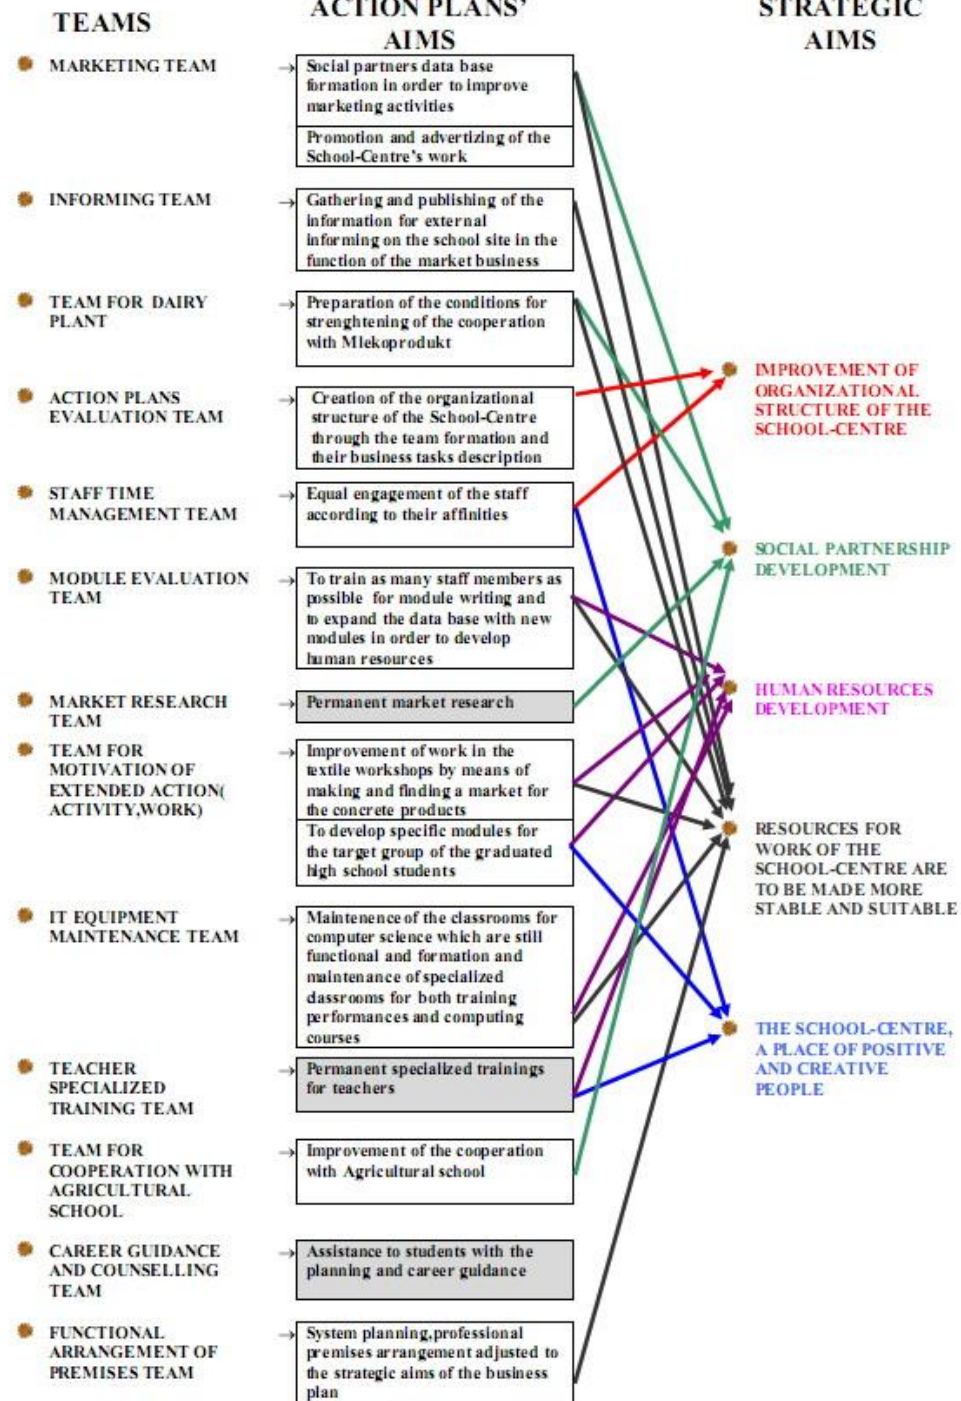 TEAMS
ACTION PLANS'
AIMS
STRATEGIC
AIMS
MARKETING TEAM
Social partners data base
formation in order to improve
marketing activities
Promotion and advertizing of the
School-Centre's work
INFORMING TEAM
Gathering and publishing of the
information for external
informing on the school site in the
function of the market business
TEAM FOR DAIRY
PLANT
Preparation of the conditions for
strenghtening of the cooperation
with Mlekoprodukt
ACTION PLANS
EVALUATION TEAM
Creation of the organizational
structure of the School-Centre
through the team formation and
their business tasks description
STAFF TIME
MANAGEMENT TEAM
Equal engagement of the staff
according to their affinities
MODULE EVALUATION
TEAM
To train as many staff members as
possible for module writing and
to expand the data base with new
modules in order to develop
human resources
MARKET RESEARCH
TEAM
Permanent market research
TEAM FOR
MOTIVATION OF
EXTENDED ACTION(
ACTIVITY,WORK)
Improvement of work in the
textile workshops by means of
making and finding a market for
the concrete products
To develop specific modules for
the target group of the graduated
high school students
IT EQUIPMENT
MAINTENANCE TEAM
Maintenence of the classrooms for
computer science which are still
functional and formation and
maintenance of specialized
classrooms for both training
performances and computing
courses
TEACHER
SPECIALIZED
TRAINING TEAM
Permanent specialized trainings
for teachers
TEAM FOR
COOPERATION WITH
AGRICULTURAL
SCHOOL
Improvement of the cooperation
with Agricultural school
CAREER GUIDANCE
AND COUNSELLING
TEAM
Assistance to students with the
planning and career guidance
FUNCTIONAL
ARRANGEMENT OF
PREMISES TEAM
System planning,professional
premises arrangement adjusted to
the strategic aims of the business
plan
IMPROVEMENT OF
ORGANIZATIONAL
STRUCTURE OF THE
SCHOOL-CENTRE
SOCIAL PARTNERSHIP
DEVELOPMENT
HUMAN RESOURCES
DEVELOPMENT
RESOURCES FOR
WORK OF THE
SCHOOL-CENTRE ARE
TO BE MADE MORE
STABLE AND SUITABLE
THE SCHOOL-CENTRE,
A PLACE OF POSITIVE
AND CREATIVE
PEOPLE